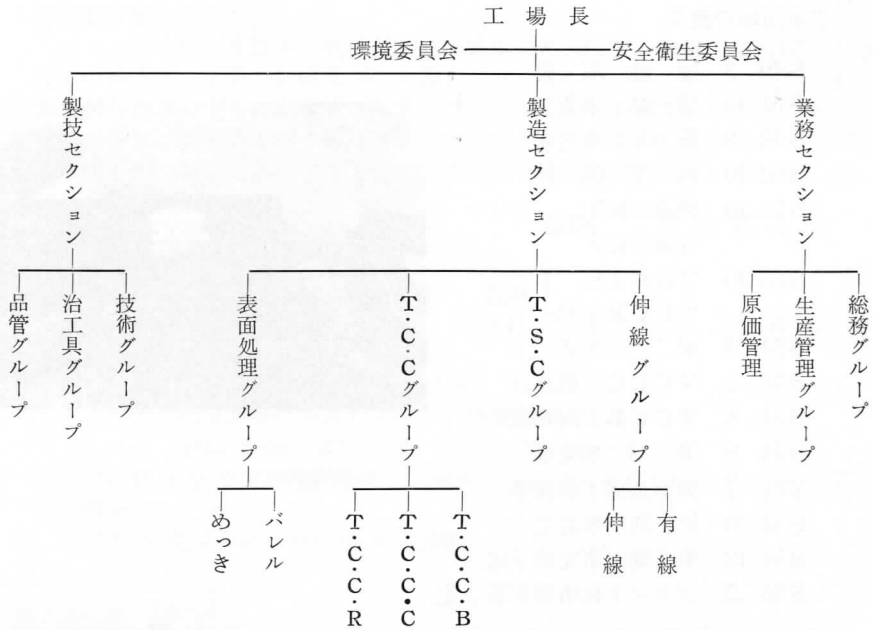 工場長
環境委員会
安全衛生委員会
業務セクション
製造セクション
製技セクション
総務グループ
生産管理グループ
原価管理
伸線グループ
T・S・Cグループ
T・C・Cグループ
表面処理グループ
技術グループ
治工具グループ
品管グループ
有線
伸線
T・C・C・B
T・C・C・C
T・C・C・R
バレル
めっき